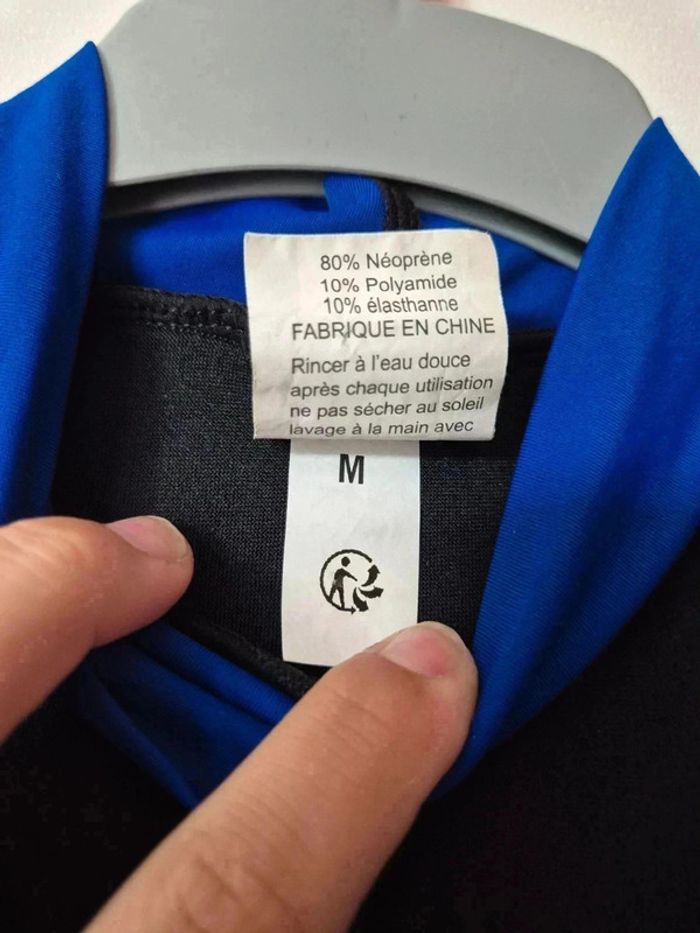 80% Néoprène
10% Polyamide
10% élasthanne
FABRIQUE EN CHINE
Rincer à l'eau douce
après chaque utilisation
ne pas sécher au soleil
lavage à la main avec
M